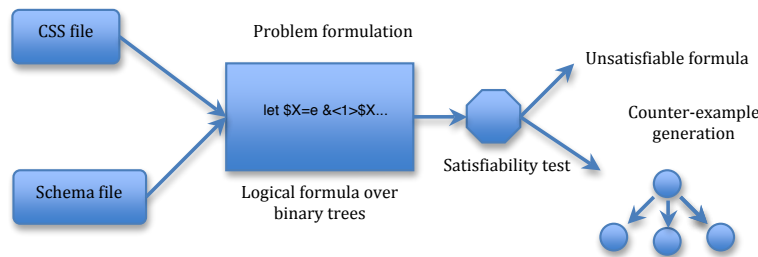 CSS file
Problem formulation
Unsatisfiable formula
let $X=e &<1>$X...
Counter-example
generation
Satisfiability test
Schema file
Logical formula over
binary trees